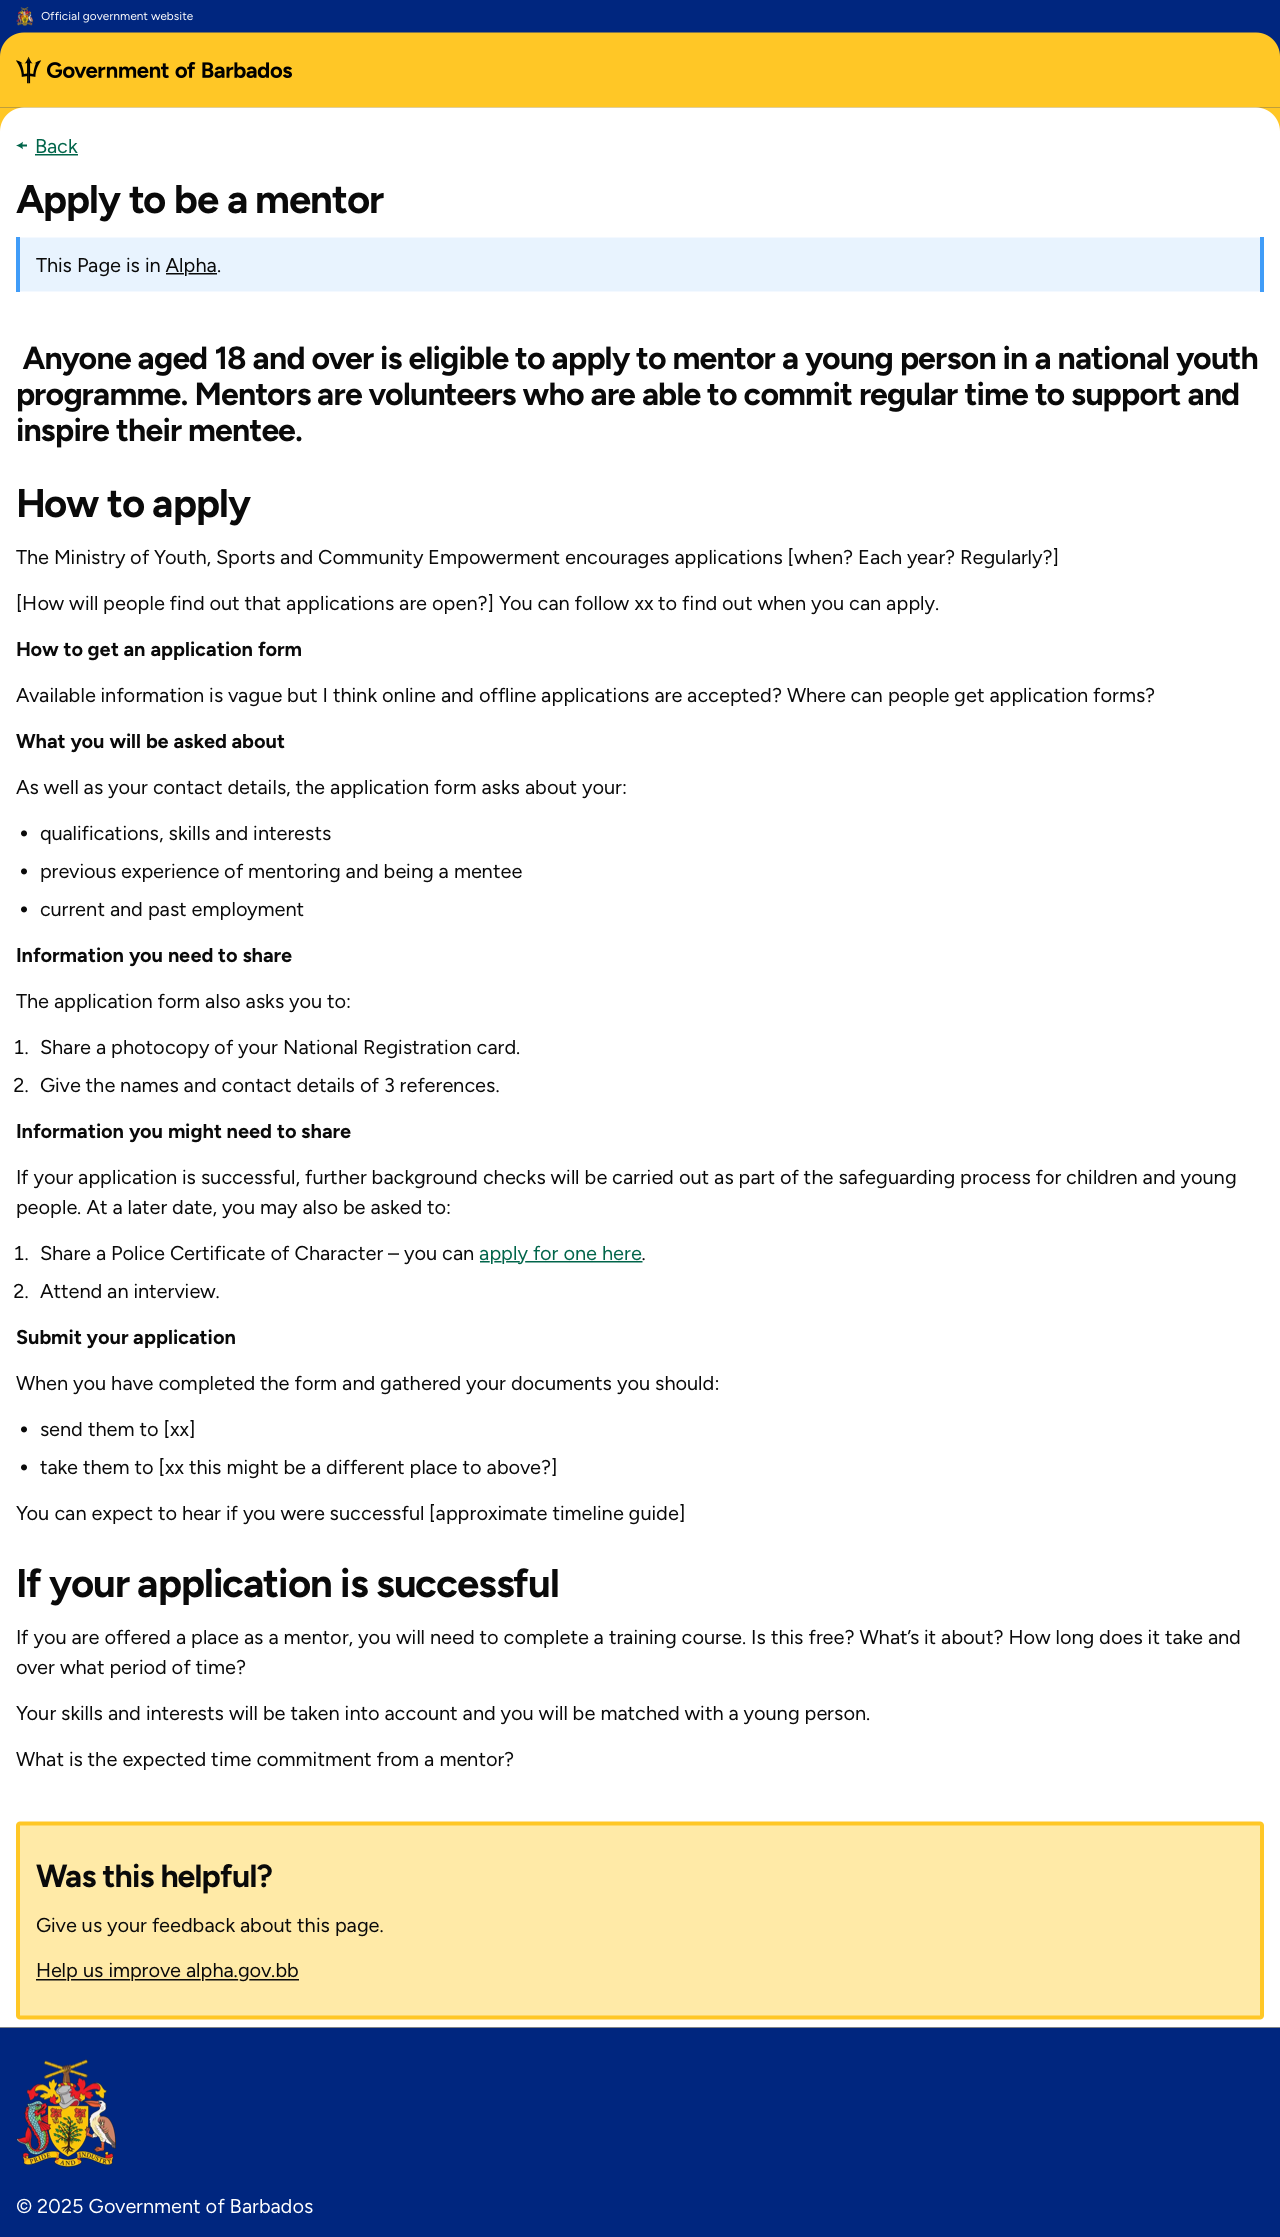 Official government website
Government of Barbados
Back
Apply to be a mentor
This Page is in Alpha.
Anyone aged 18 and over is eligible to apply to mentor a young person in a national youth
programme. Mentors are volunteers who are able to commit regular time to support and
inspire their mentee.
How to apply
The Ministry of Youth, Sports and Community Empowerment encourages applications [when? Each year? Regularly?]
[How will people find out that applications are open?] You can follow xx to find out when you can apply.
How to get an application form
Available information is vague but I think online and offline applications are accepted? Where can people get application forms?
What you will be asked about
As well as your contact details, the application form asks about your:
• qualifications, skills and interests
• previous experience of mentoring and being a mentee
• current and past employment
Information you need to share
The application form also asks you to:
1. Share a photocopy of your National Registration card.
2. Give the names and contact details of 3 references.
Information you might need to share
If your application is successful, further background checks will be carried out as part of the safeguarding process for children and young
people. At a later date, you may also be asked to:
1. Share a Police Certificate of Character – you can apply for one here.
2. Attend an interview.
Submit your application
When you have completed the form and gathered your documents you should:
• send them to [xx]
• take them to [xx this might be a different place to above?]
You can expect to hear if you were successful [approximate timeline guide]
If your application is successful
If you are offered a place as a mentor, you will need to complete a training course. Is this free? What’s it about? How long does it take and
over what period of time?
Your skills and interests will be taken into account and you will be matched with a young person.
What is the expected time commitment from a mentor?
Was this helpful?
Give us your feedback about this page.
Help us improve alpha.gov.bb
PRIDE AND INDUSTRY
© 2025 Government of Barbados